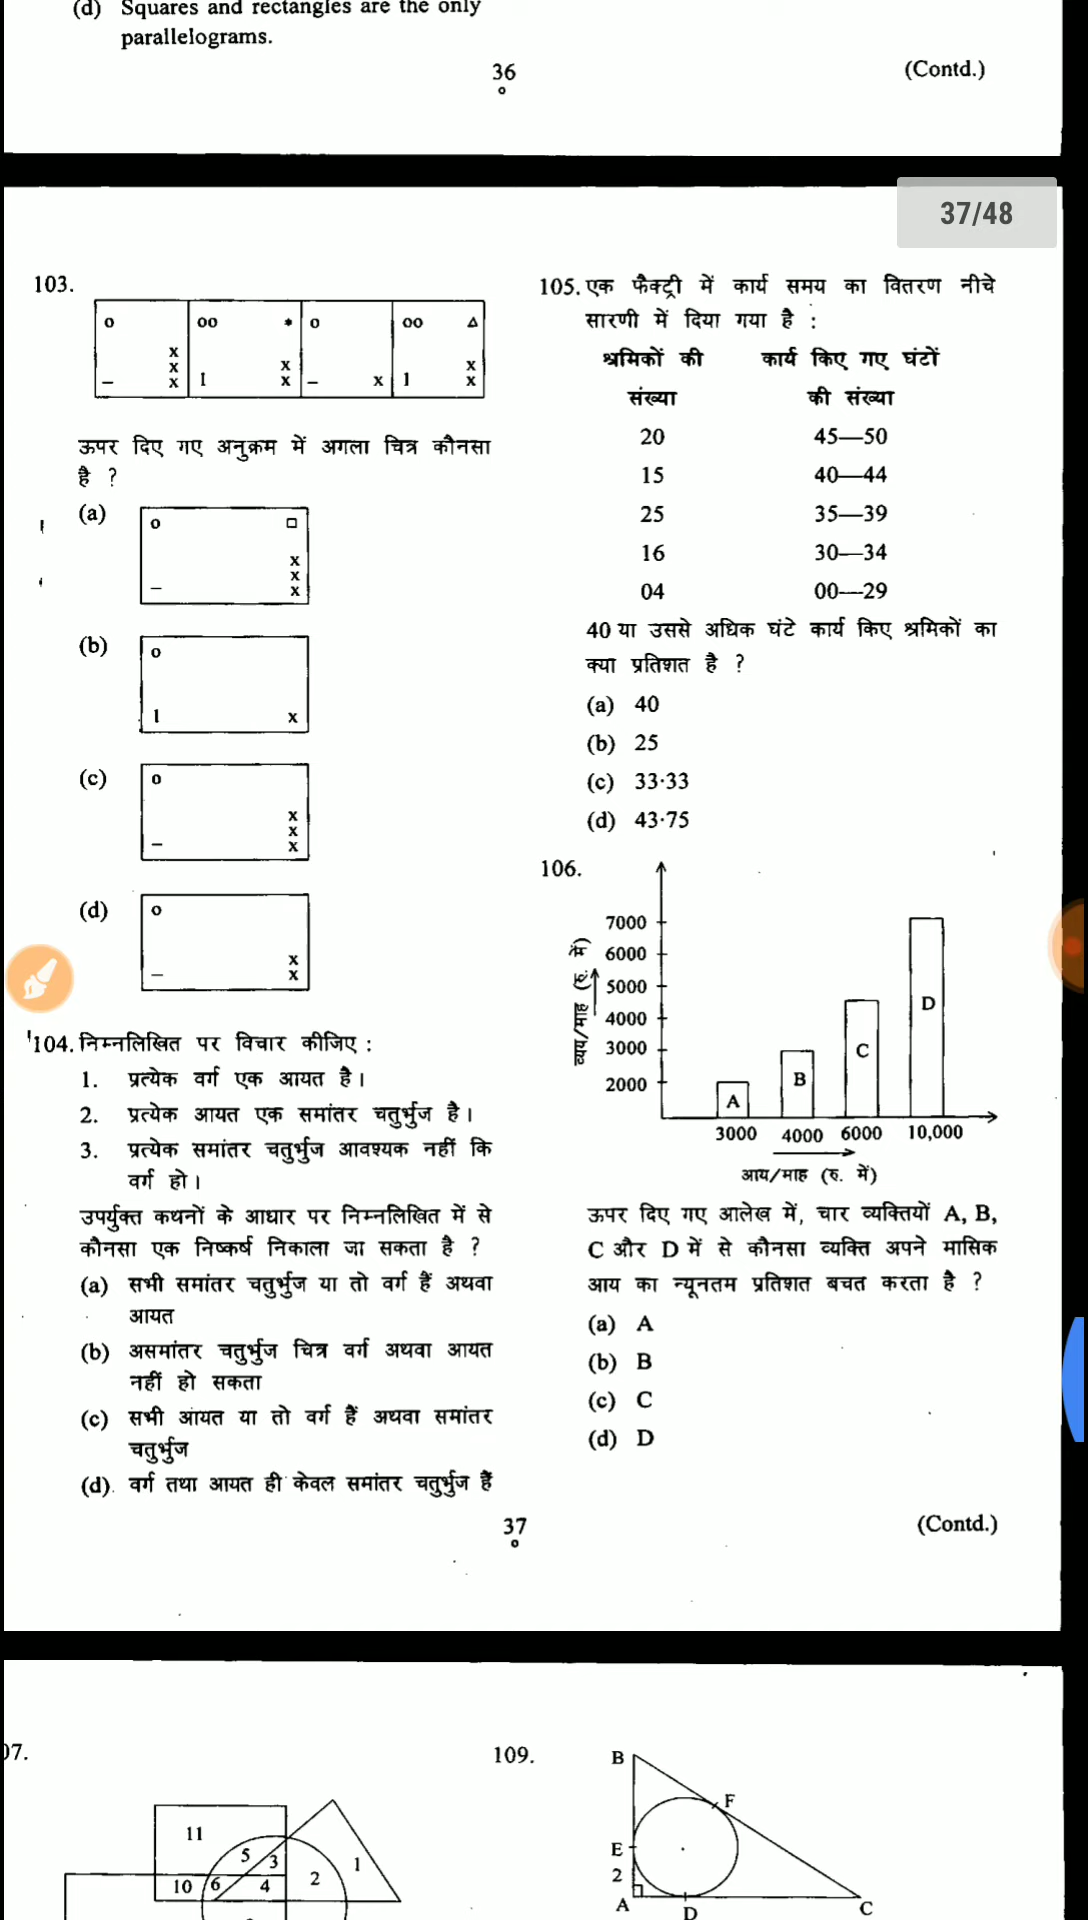 (d) Squares and rectangles are the only
parallelograms.
36
(Contd.)
37/48
103.
o
x
x
x
–
oo *
x
1 x
o
– x
oo Δ
x
1 x
ऊपर दिए गए अनुक्रम में अगला चित्र कौनसा
है ?
(a)
o □
x
x
– x
(b)
o
1 x
(c)
o
x
x
– x
(d)
o
x
– x
104. निम्नलिखित पर विचार कीजिए :
1. प्रत्येक वर्ग एक आयत है।
2. प्रत्येक आयत एक समांतर चतुर्भुज है।
3. प्रत्येक समांतर चतुर्भुज आवश्यक नहीं कि
वर्ग हो।
उपर्युक्त कथनों के आधार पर निम्नलिखित में से
कौनसा एक निष्कर्ष निकाला जा सकता है ?
(a) सभी समांतर चतुर्भुज या तो वर्ग हैं अथवा
आयत
(b) असमांतर चतुर्भुज चित्र वर्ग अथवा आयत
नहीं हो सकता
(c) सभी आयत या तो वर्ग हैं अथवा समांतर
चतुर्भुज
(d). वर्ग तथा आयत ही केवल समांतर चतुर्भुज हैं
105. एक फैक्ट्री में कार्य समय का वितरण नीचे
सारणी में दिया गया है :
श्रमिकों की कार्य किए गए घंटों
संख्या की संख्या
20 45—50
15 40—44
25 35—39
16 30—34
04 00—29
40 या उससे अधिक घंटे कार्य किए श्रमिकों का
क्या प्रतिशत है ?
(a) 40
(b) 25
(c) 33·33
(d) 43·75
106.
व्यय/माह (रु. में)
7000
6000
5000
4000
3000
2000
A
B
C
D
3000 4000 6000 10,000
आय/माह (रु. में)
ऊपर दिए गए आलेख में, चार व्यक्तियों A, B,
C और D में से कौनसा व्यक्ति अपने मासिक
आय का न्यूनतम प्रतिशत बचत करता है ?
(a) A
(b) B
(c) C
(d) D
37
(Contd.)
07.
11
5
3
1
10
6
4
2
109.
B
F
E
2
A
D
C